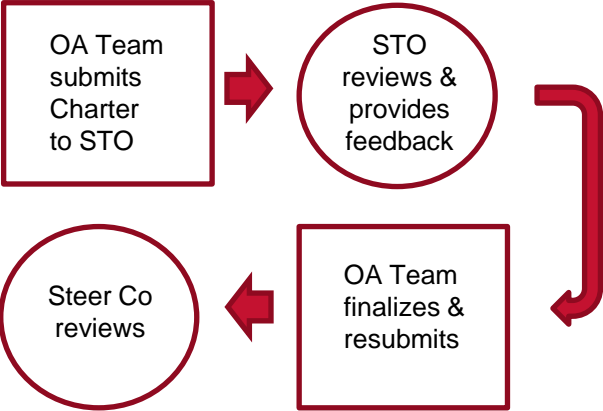 OA Team
submits
Charter
to STO
STO
reviews &
provides
feedback
OA Team
finalizes &
resubmits
Steer Co
reviews